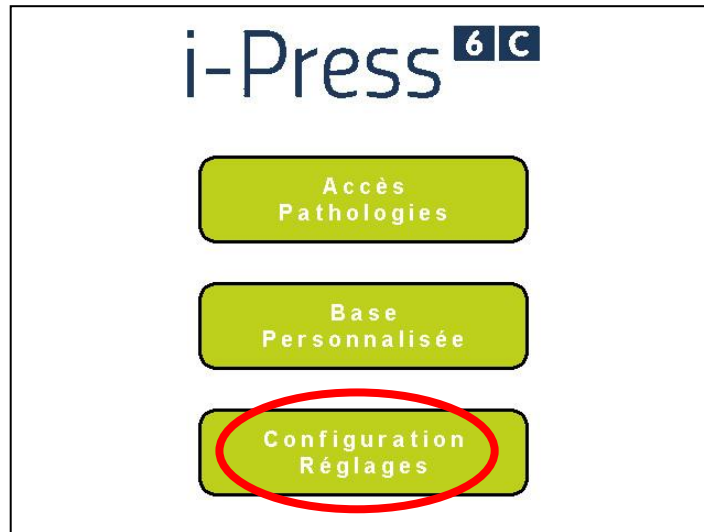 i-Press 6 C
Accès
Pathologies
Base
Personnalisée
Configuration
Réglages